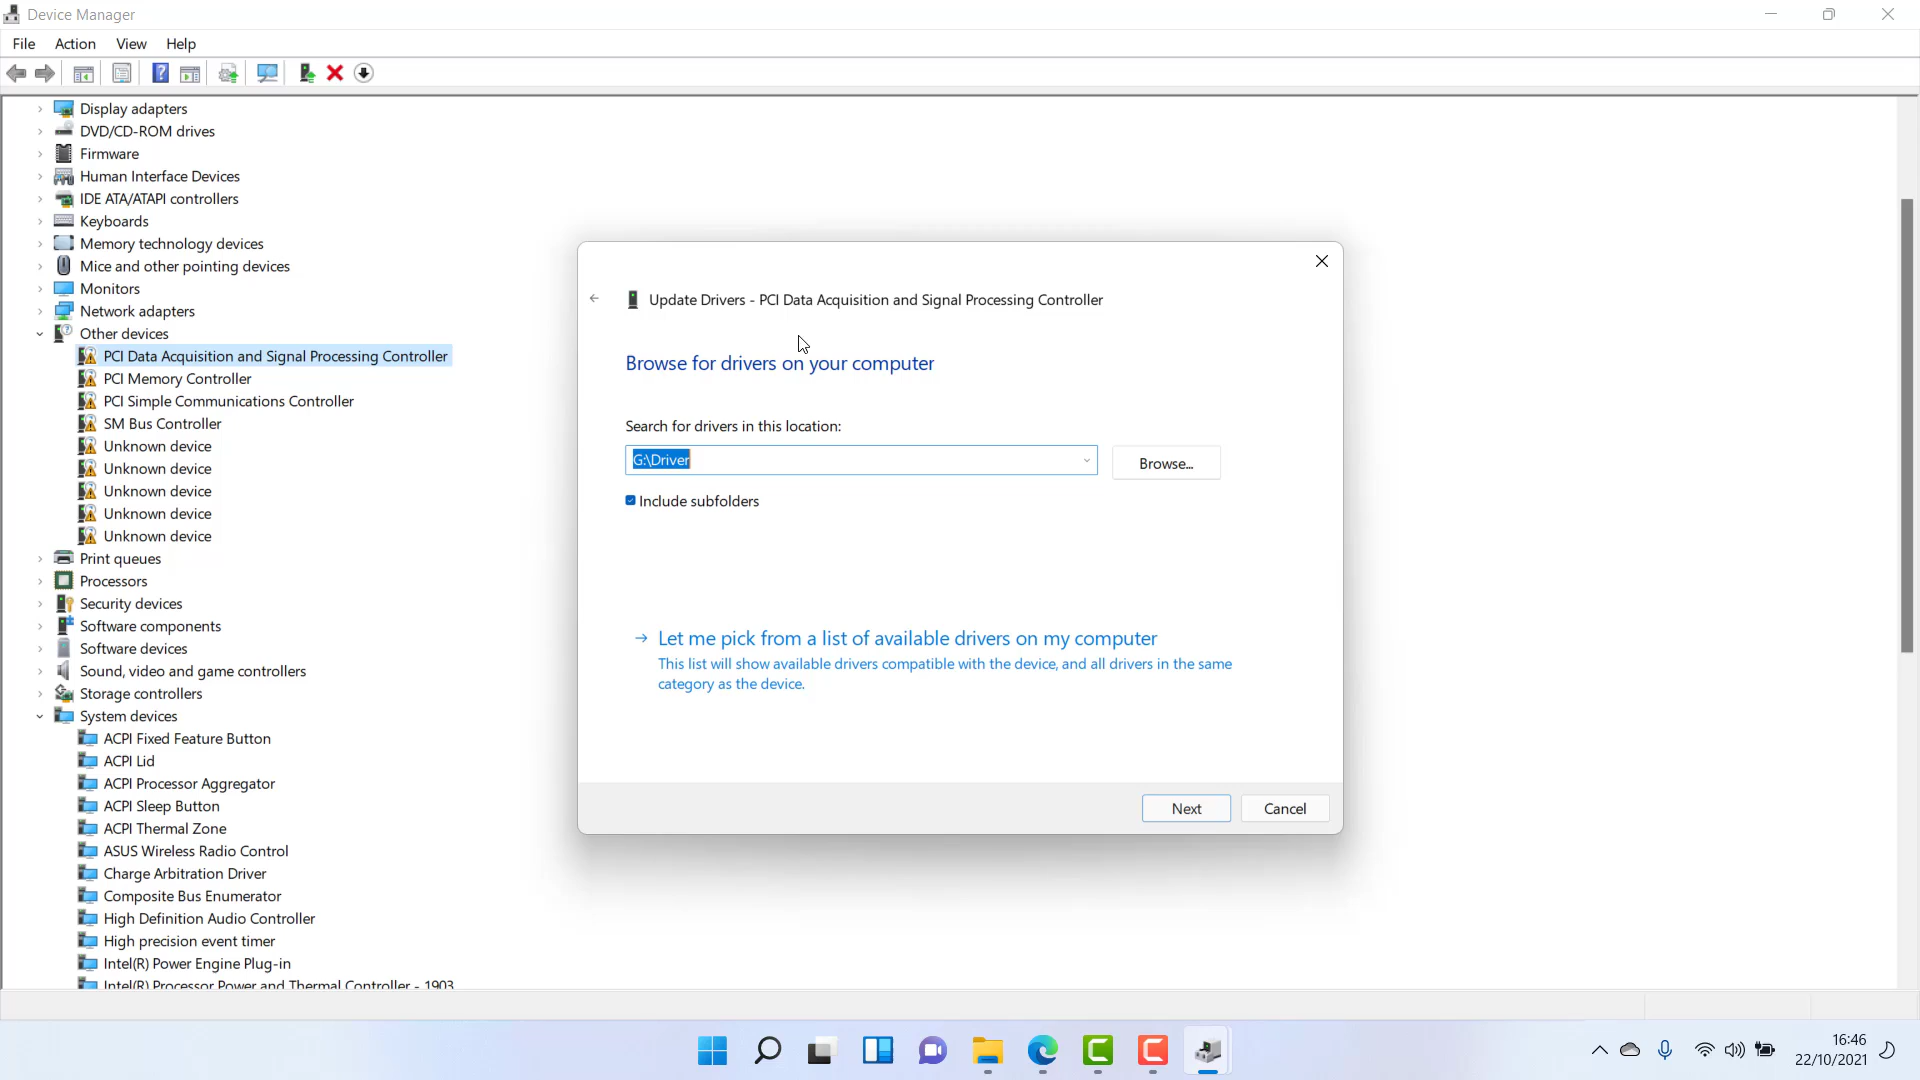 Device Manager
File Action View Help
Display adapters
DVD/CD-ROM drives
Firmware
Human Interface Devices
IDE ATA/ATAPI controllers
Keyboards
Memory technology devices
Mice and other pointing devices
Monitors
Network adapters
Other devices
PCI Data Acquisition and Signal Processing Controller
PCI Memory Controller
PCI Simple Communications Controller
SM Bus Controller
Unknown device
Unknown device
Unknown device
Unknown device
Unknown device
Print queues
Processors
Security devices
Software components
Software devices
Sound, video and game controllers
Storage controllers
System devices
ACPI Fixed Feature Button
ACPI Lid
ACPI Processor Aggregator
ACPI Sleep Button
ACPI Thermal Zone
ASUS Wireless Radio Control
Charge Arbitration Driver
Composite Bus Enumerator
High Definition Audio Controller
High precision event timer
Intel(R) Power Engine Plug-in
Intel(R) Processor Power and Thermal Controller - 1903
Update Drivers - PCI Data Acquisition and Signal Processing Controller
Browse for drivers on your computer
Search for drivers in this location:
G:\Driver
Browse...
Include subfolders
Let me pick from a list of available drivers on my computer
This list will show available drivers compatible with the device, and all drivers in the same
category as the device.
Next Cancel
16:46
22/10/2021